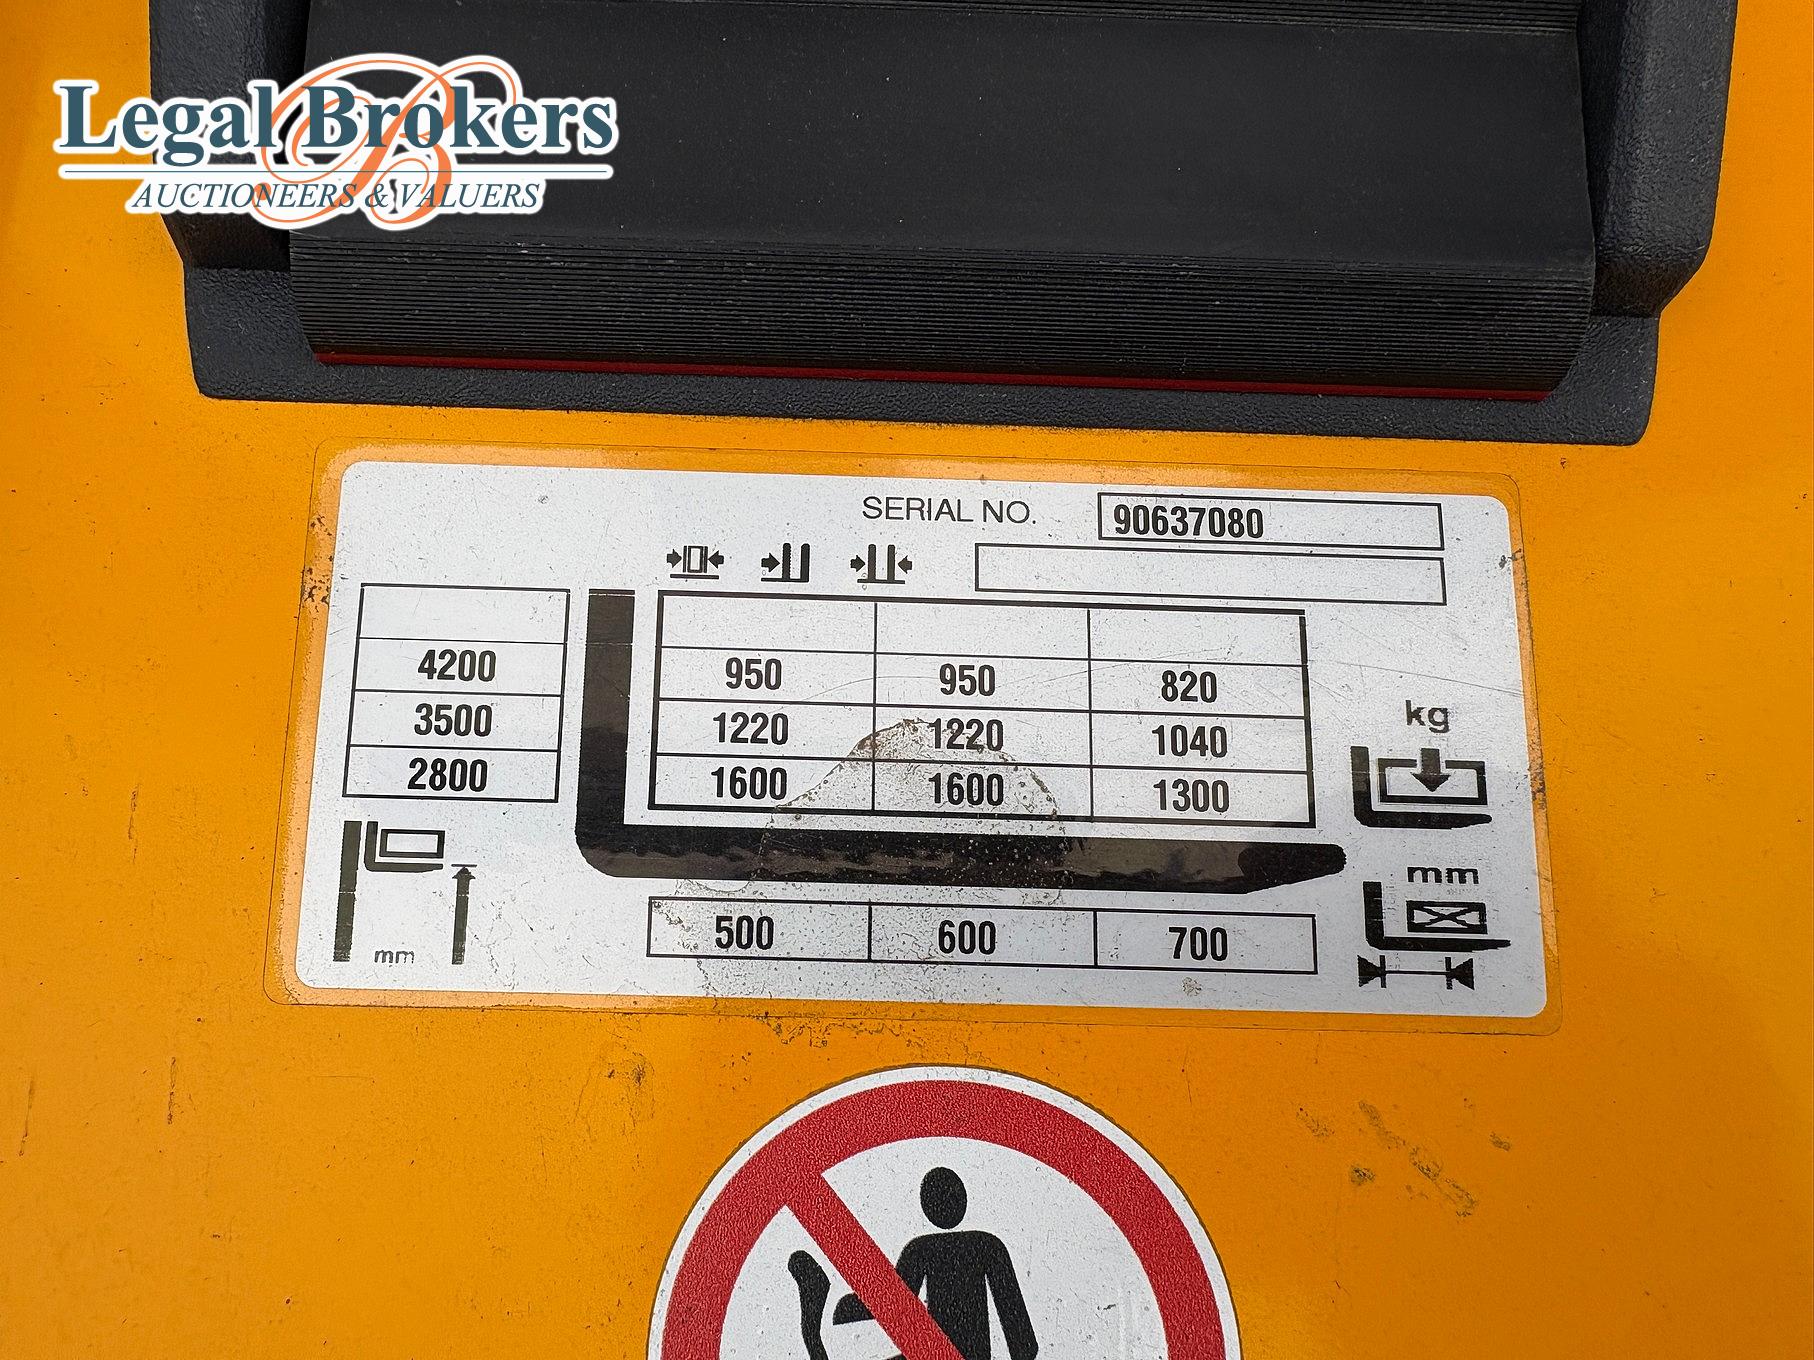 Legal Brokers
AUCTIONEERS & VALUERS
SERIAL NO. 90637080
4200 950 950 820
3500 1220 1220 1040
2800 1600 1600 1300
kg
mm
mm
500 600 700